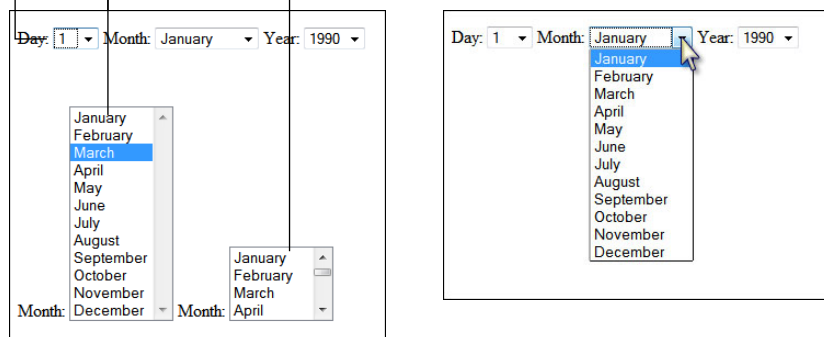 Day: 1 Month: January Year: 1990
January
February
March
April
May
June
July
August
September
October
November
Month: December
January
February
March
Month: April
Day: 1 Month: January Year: 1990
January
February
March
April
May
June
July
August
September
October
November
December